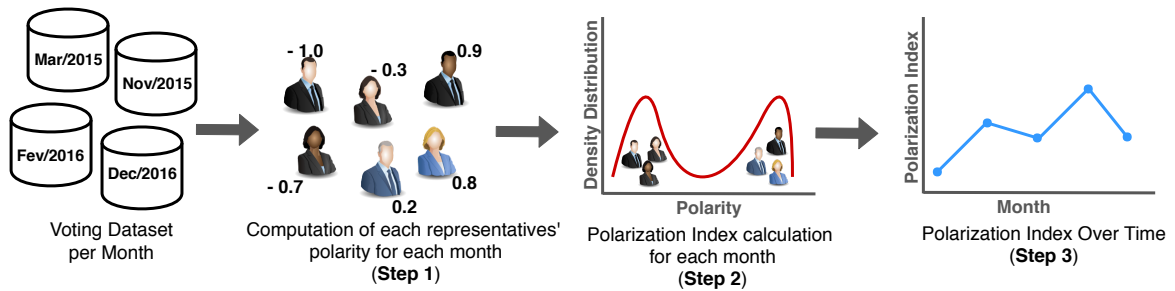 Mar/2015
Nov/2015
Fev/2016
Dec/2016
Voting Dataset
per Month
- 1.0
- 0.3
0.9
- 0.7
0.2
0.8
Computation of each representatives'
polarity for each month
(Step 1)
Density Distribution
Polarity
Polarization Index calculation
for each month
(Step 2)
Polarization Index
Month
Polarization Index Over Time
(Step 3)